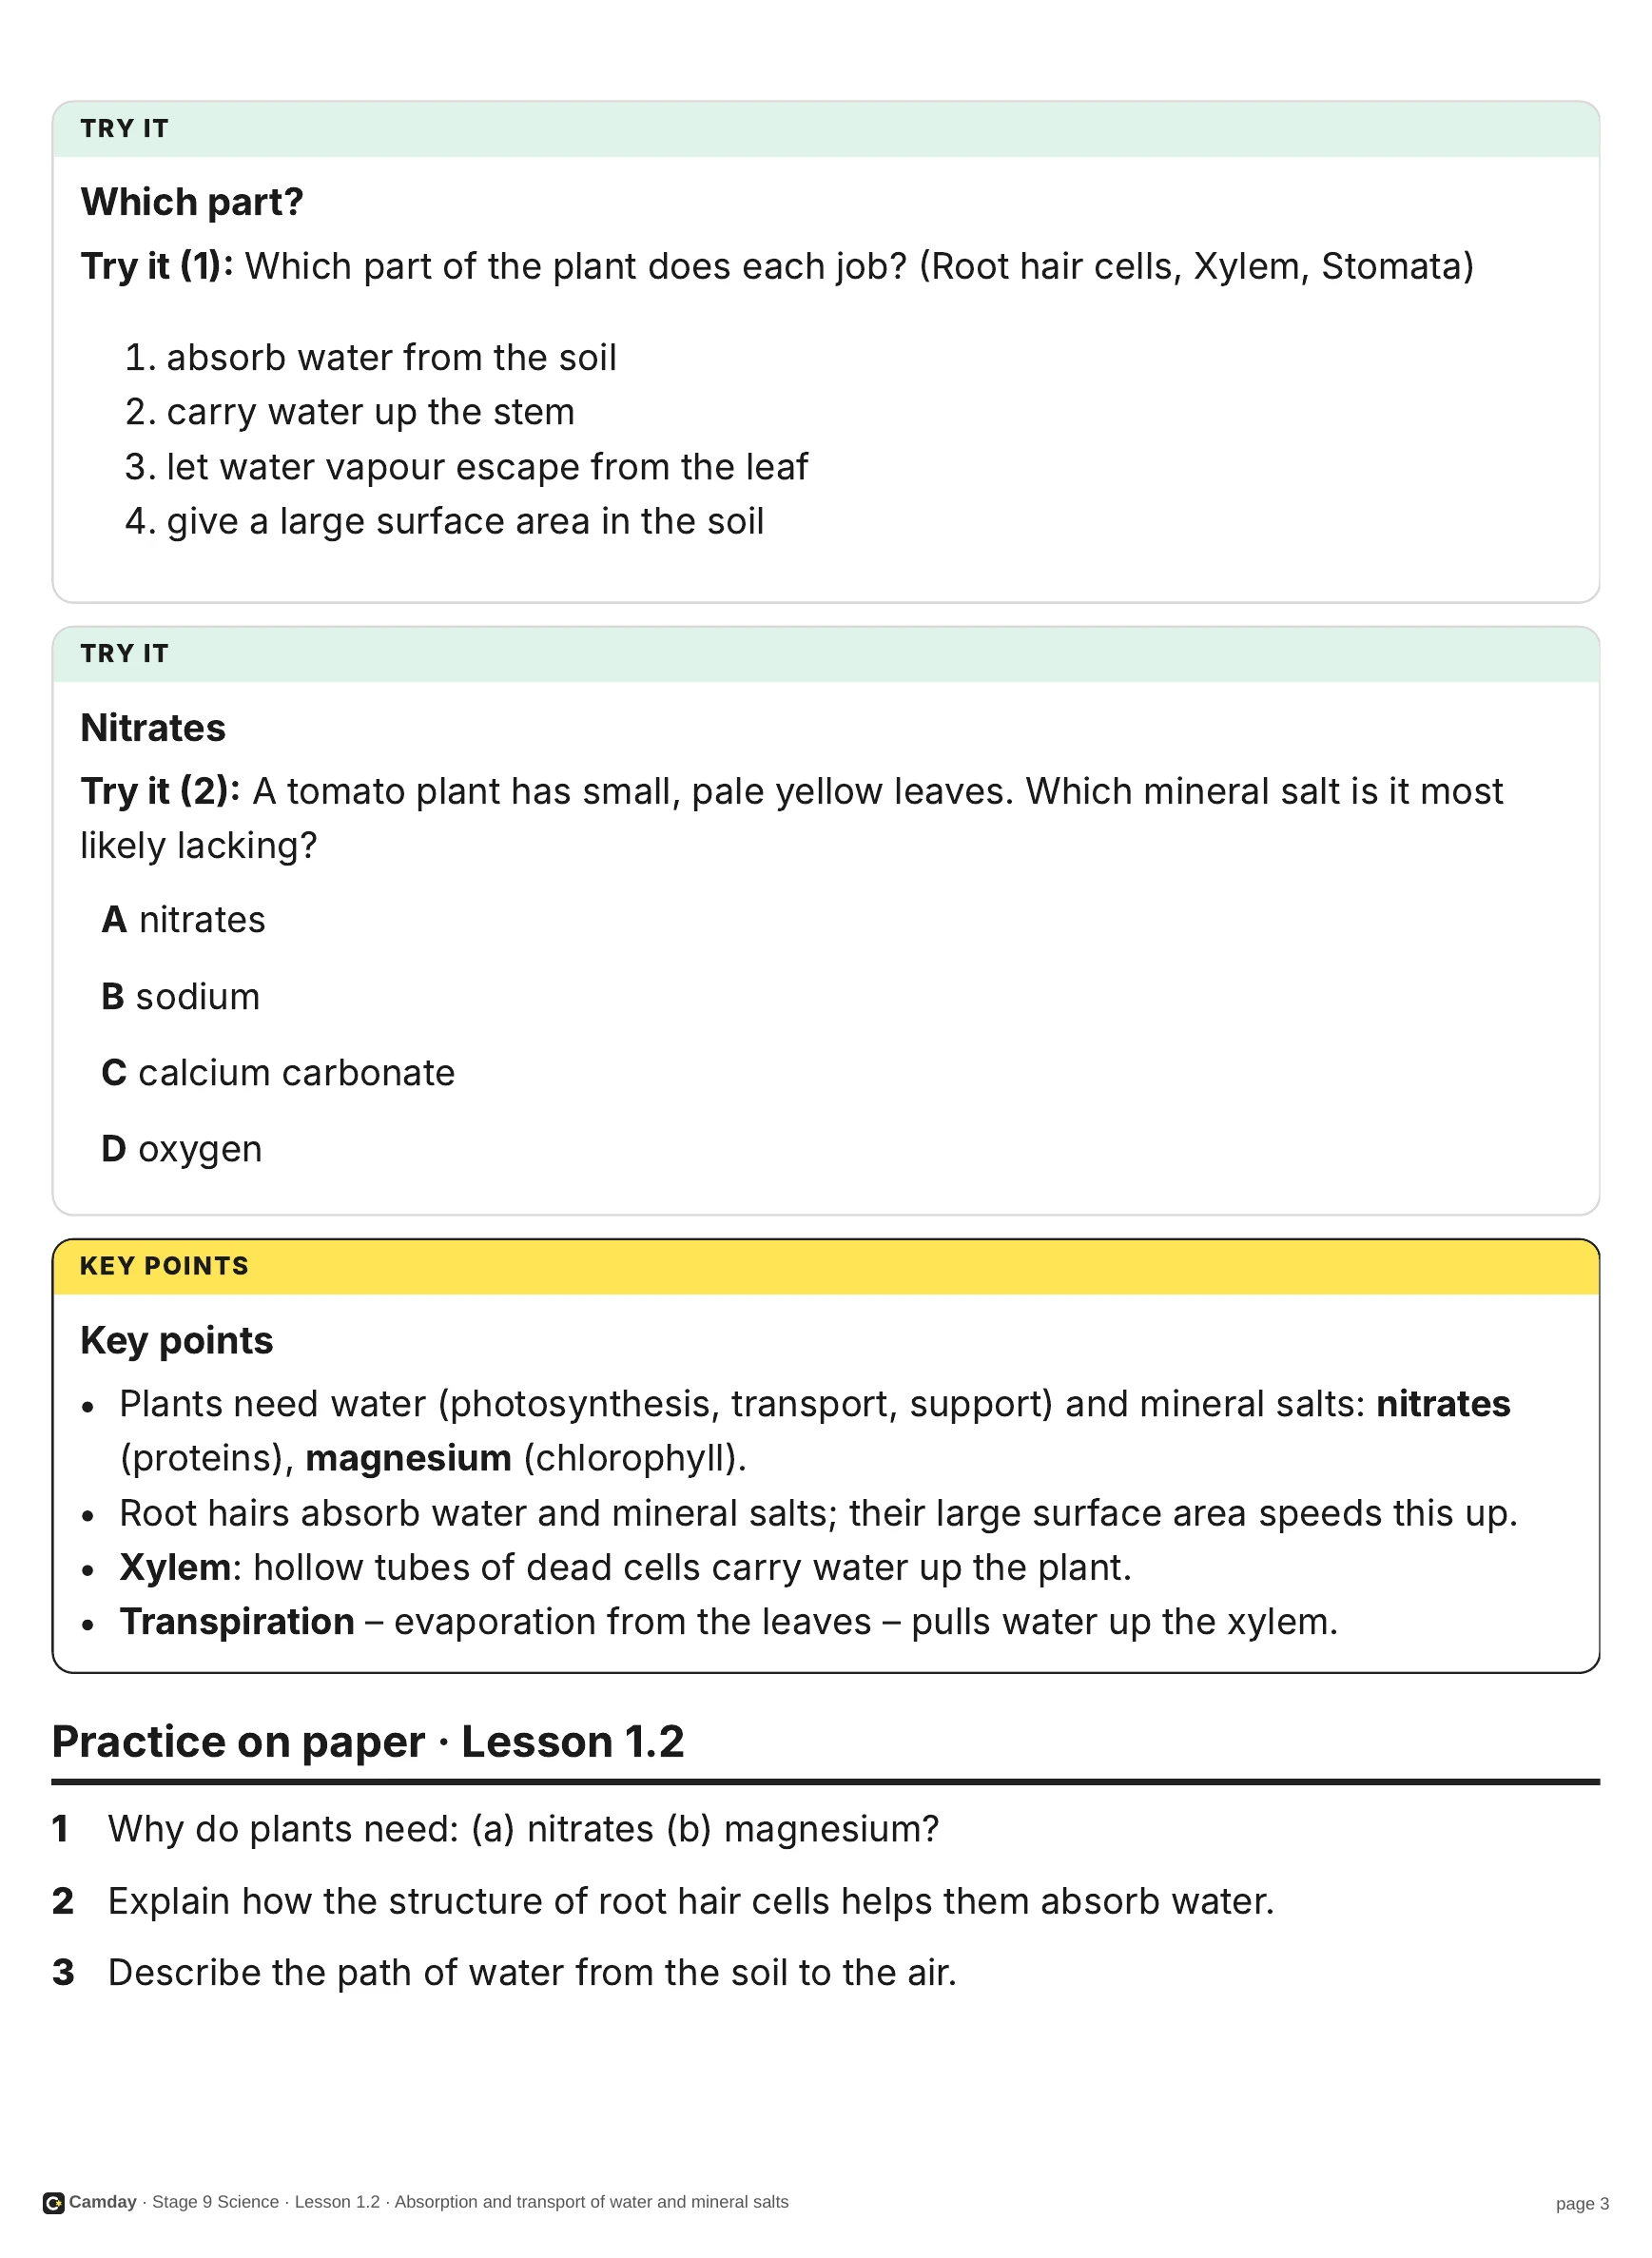 TRY IT
Which part?
Try it (1): Which part of the plant does each job? (Root hair cells, Xylem, Stomata)
1. absorb water from the soil
2. carry water up the stem
3. let water vapour escape from the leaf
4. give a large surface area in the soil
TRY IT
Nitrates
Try it (2): A tomato plant has small, pale yellow leaves. Which mineral salt is it most
likely lacking?
A nitrates
B sodium
C calcium carbonate
D oxygen
KEY POINTS
Key points
• Plants need water (photosynthesis, transport, support) and mineral salts: nitrates
(proteins), magnesium (chlorophyll).
• Root hairs absorb water and mineral salts; their large surface area speeds this up.
• Xylem: hollow tubes of dead cells carry water up the plant.
• Transpiration – evaporation from the leaves – pulls water up the xylem.
Practice on paper · Lesson 1.2
1 Why do plants need: (a) nitrates (b) magnesium?
2 Explain how the structure of root hair cells helps them absorb water.
3 Describe the path of water from the soil to the air.
Camday · Stage 9 Science · Lesson 1.2 · Absorption and transport of water and mineral salts page 3